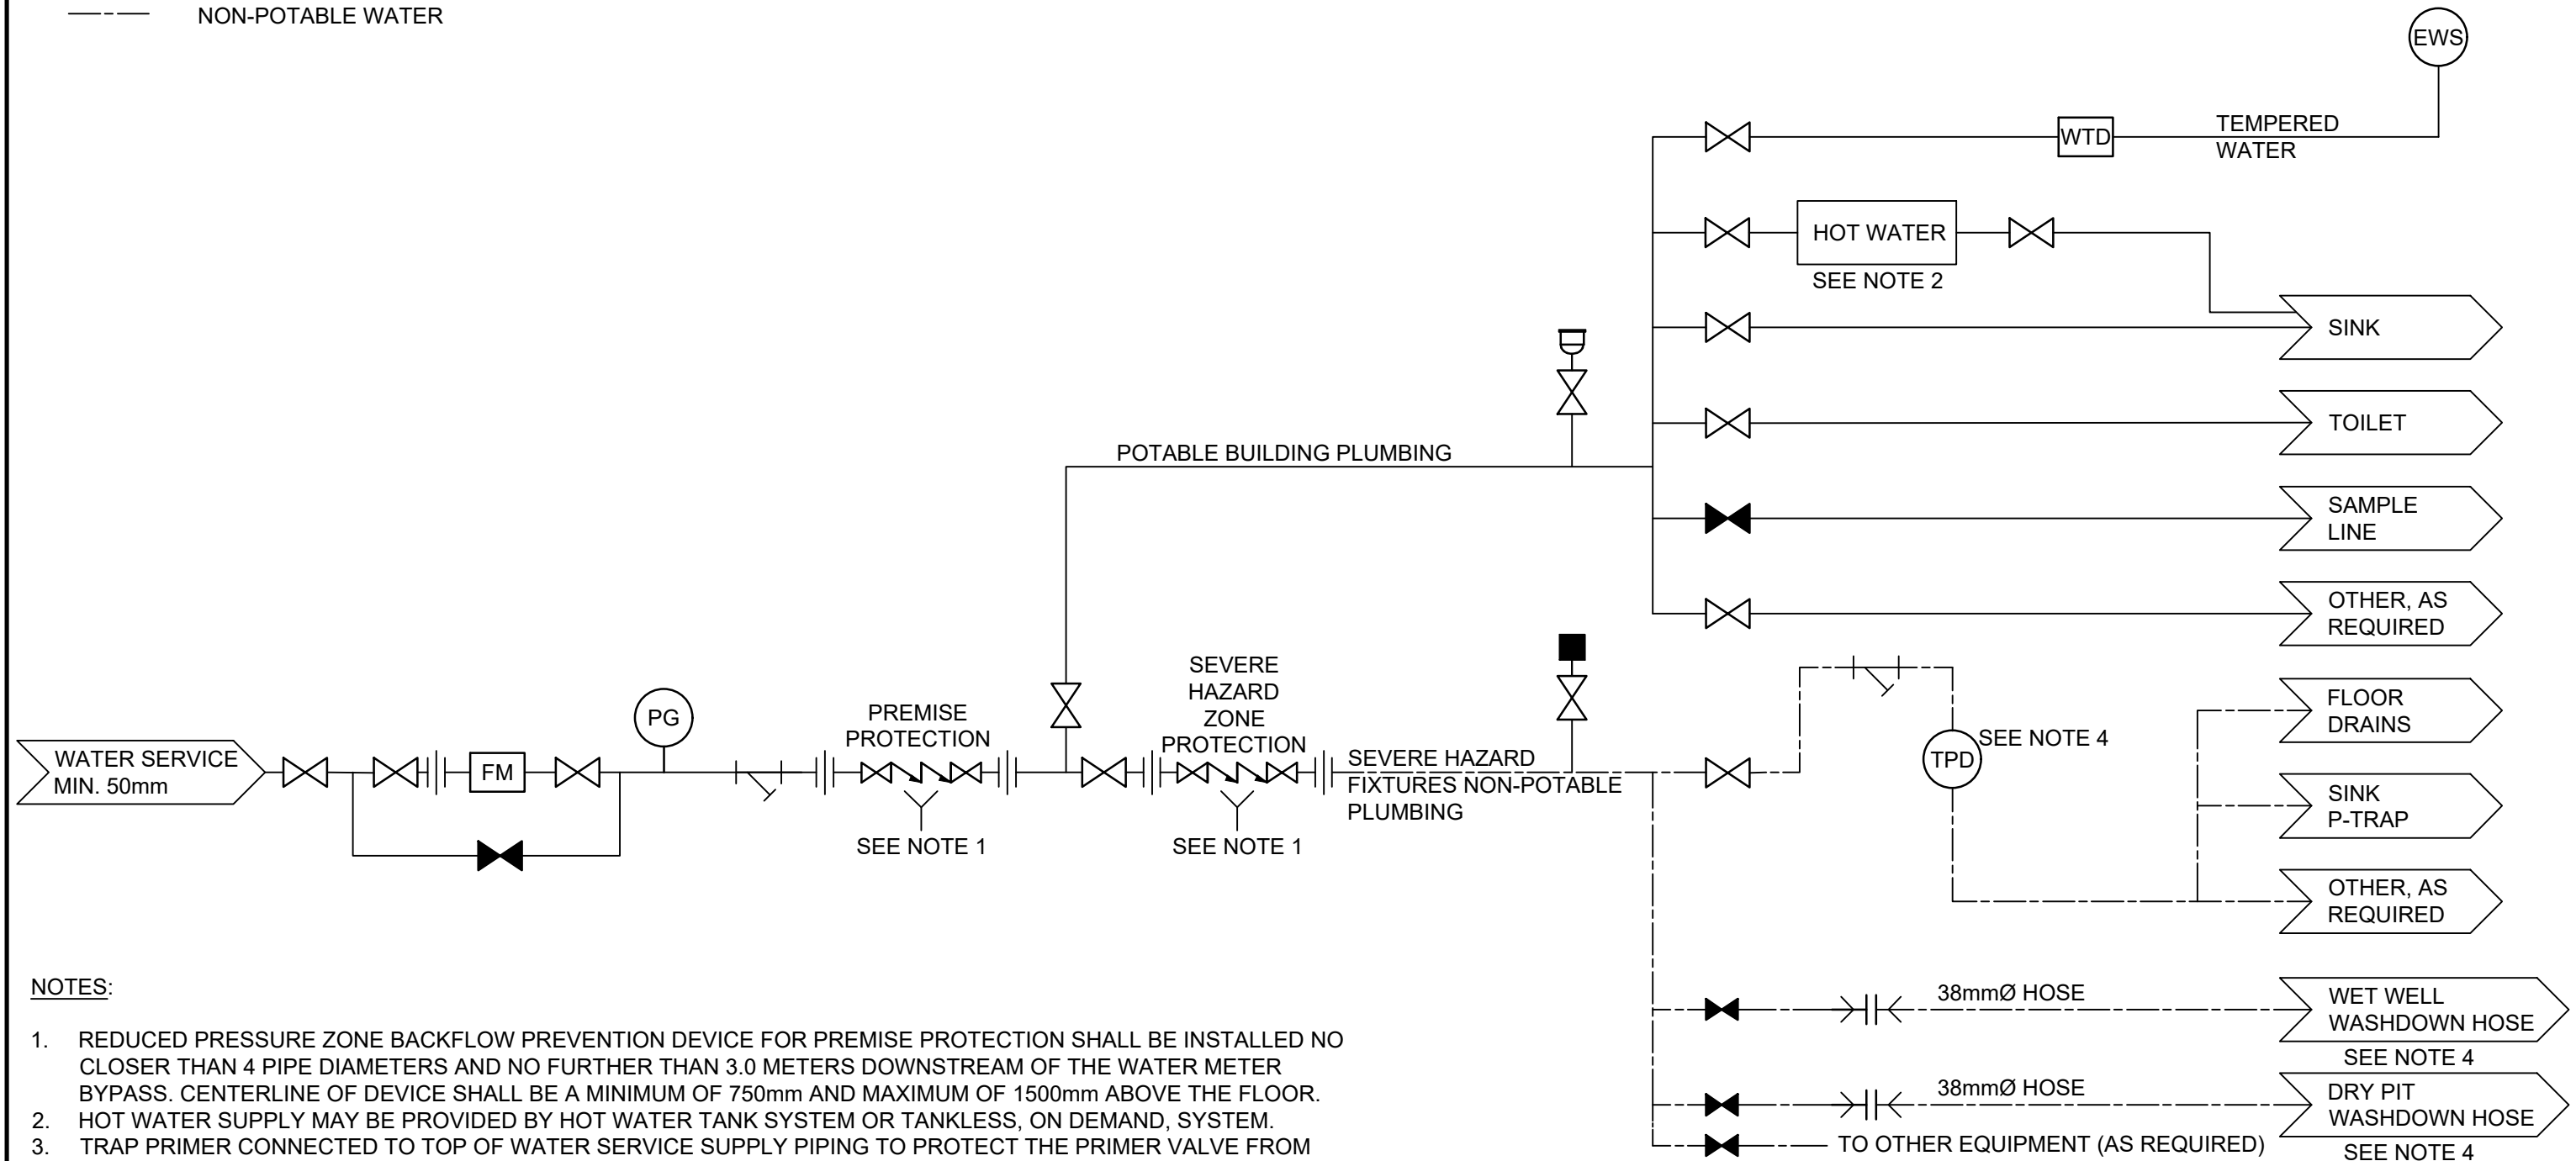 NON-POTABLE WATER
EWS
WTD
TEMPERED
WATER
HOT WATER
SEE NOTE 2
SINK
TOILET
POTABLE BUILDING PLUMBING
SAMPLE
LINE
OTHER, AS
REQUIRED
WATER SERVICE
MIN. 50mm
FM
PG
PREMISE
PROTECTION
SEE NOTE 1
SEVERE
HAZARD
ZONE
PROTECTION
SEE NOTE 1
SEVERE HAZARD
FIXTURES NON-POTABLE
PLUMBING
TPD
SEE NOTE 4
FLOOR
DRAINS
SINK
P-TRAP
OTHER, AS
REQUIRED
38mmØ HOSE
WET WELL
WASHDOWN HOSE
SEE NOTE 4
38mmØ HOSE
DRY PIT
WASHDOWN HOSE
SEE NOTE 4
TO OTHER EQUIPMENT (AS REQUIRED)
NOTES:
1. REDUCED PRESSURE ZONE BACKFLOW PREVENTION DEVICE FOR PREMISE PROTECTION SHALL BE INSTALLED NO
CLOSER THAN 4 PIPE DIAMETERS AND NO FURTHER THAN 3.0 METERS DOWNSTREAM OF THE WATER METER
BYPASS. CENTERLINE OF DEVICE SHALL BE A MINIMUM OF 750mm AND MAXIMUM OF 1500mm ABOVE THE FLOOR.
2. HOT WATER SUPPLY MAY BE PROVIDED BY HOT WATER TANK SYSTEM OR TANKLESS, ON DEMAND, SYSTEM.
3. TRAP PRIMER CONNECTED TO TOP OF WATER SERVICE SUPPLY PIPING TO PROTECT THE PRIMER VALVE FROM